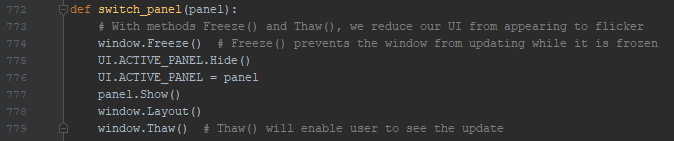 772 def switch_panel(panel):
773 # With methods Freeze() and Thaw(), we reduce our UI from appearing to flicker
774 window.Freeze()  # Freeze() prevents the window from updating while it is frozen
775 UI.ACTIVE_PANEL.Hide()
776 UI.ACTIVE_PANEL = panel
777 panel.Show()
778 window.Layout()
779 window.Thaw()  # Thaw() will enable user to see the update